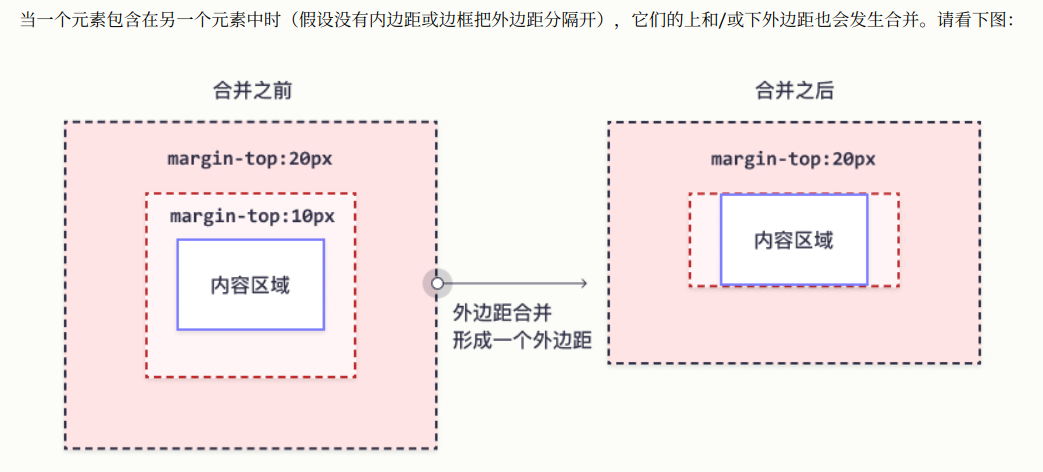 当一个元素包含在另一个元素中时（假设没有内边距或边框把外边距分隔开），它们的上和/或下外边距也会发生合并。请看下图：
合并之前
合并之后
margin-top:20px
margin-top:20px
margin-top:10px
内容区域
内容区域
外边距合并
形成一个外边距